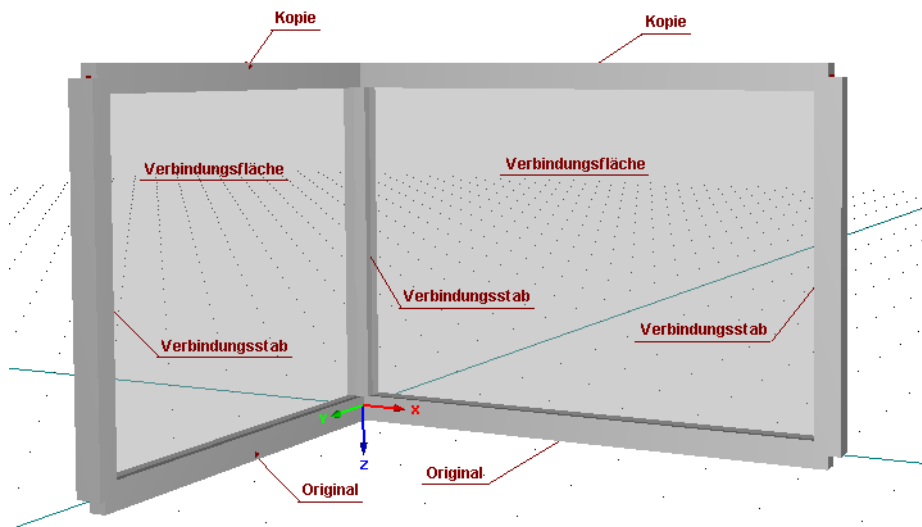 Kopie
Kopie
Verbindungsfläche
Verbindungsfläche
Verbindungsstab
Verbindungsstab
Verbindungsstab
Y
X
Z
Original
Original